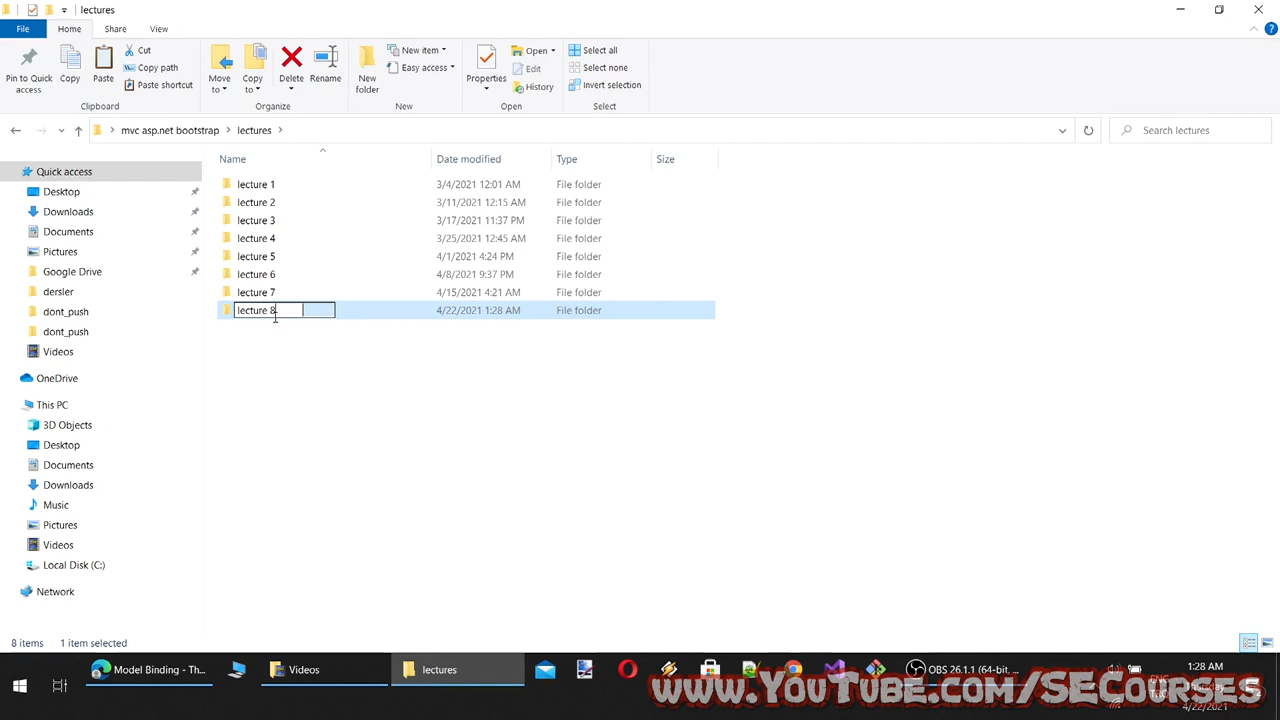 lectures
File
Home
Share
View
Pin to Quick access
Copy
Paste
Cut
Copy path
Paste shortcut
Clipboard
Move to
Copy to
Delete
Rename
Organize
New folder
New item
Easy access
New
Properties
Open
Edit
History
Open
Select all
Select none
Invert selection
Select
mvc asp.net bootstrap
lectures
Search lectures
Name Date modified Type Size
lecture 1 3/4/2021 12:01 AM File folder
lecture 2 3/11/2021 12:15 AM File folder
lecture 3 3/17/2021 11:37 PM File folder
lecture 4 3/25/2021 12:45 AM File folder
lecture 5 4/1/2021 4:24 PM File folder
lecture 6 4/8/2021 9:37 PM File folder
lecture 7 4/15/2021 4:21 AM File folder
lecture 8 4/22/2021 1:28 AM File folder
Quick access
Desktop
Downloads
Documents
Pictures
Google Drive
dersler
dont_push
dont_push
Videos
OneDrive
This PC
3D Objects
Desktop
Documents
Downloads
Music
Pictures
Videos
Local Disk (C:)
Network
8 items 1 item selected
Model Binding - Th...
Videos
lectures
OBS 26.1.1 (64-bit, ...
ENG
1:28 AM
Thursday
4/22/2021
www.YouTube.com/SECourses